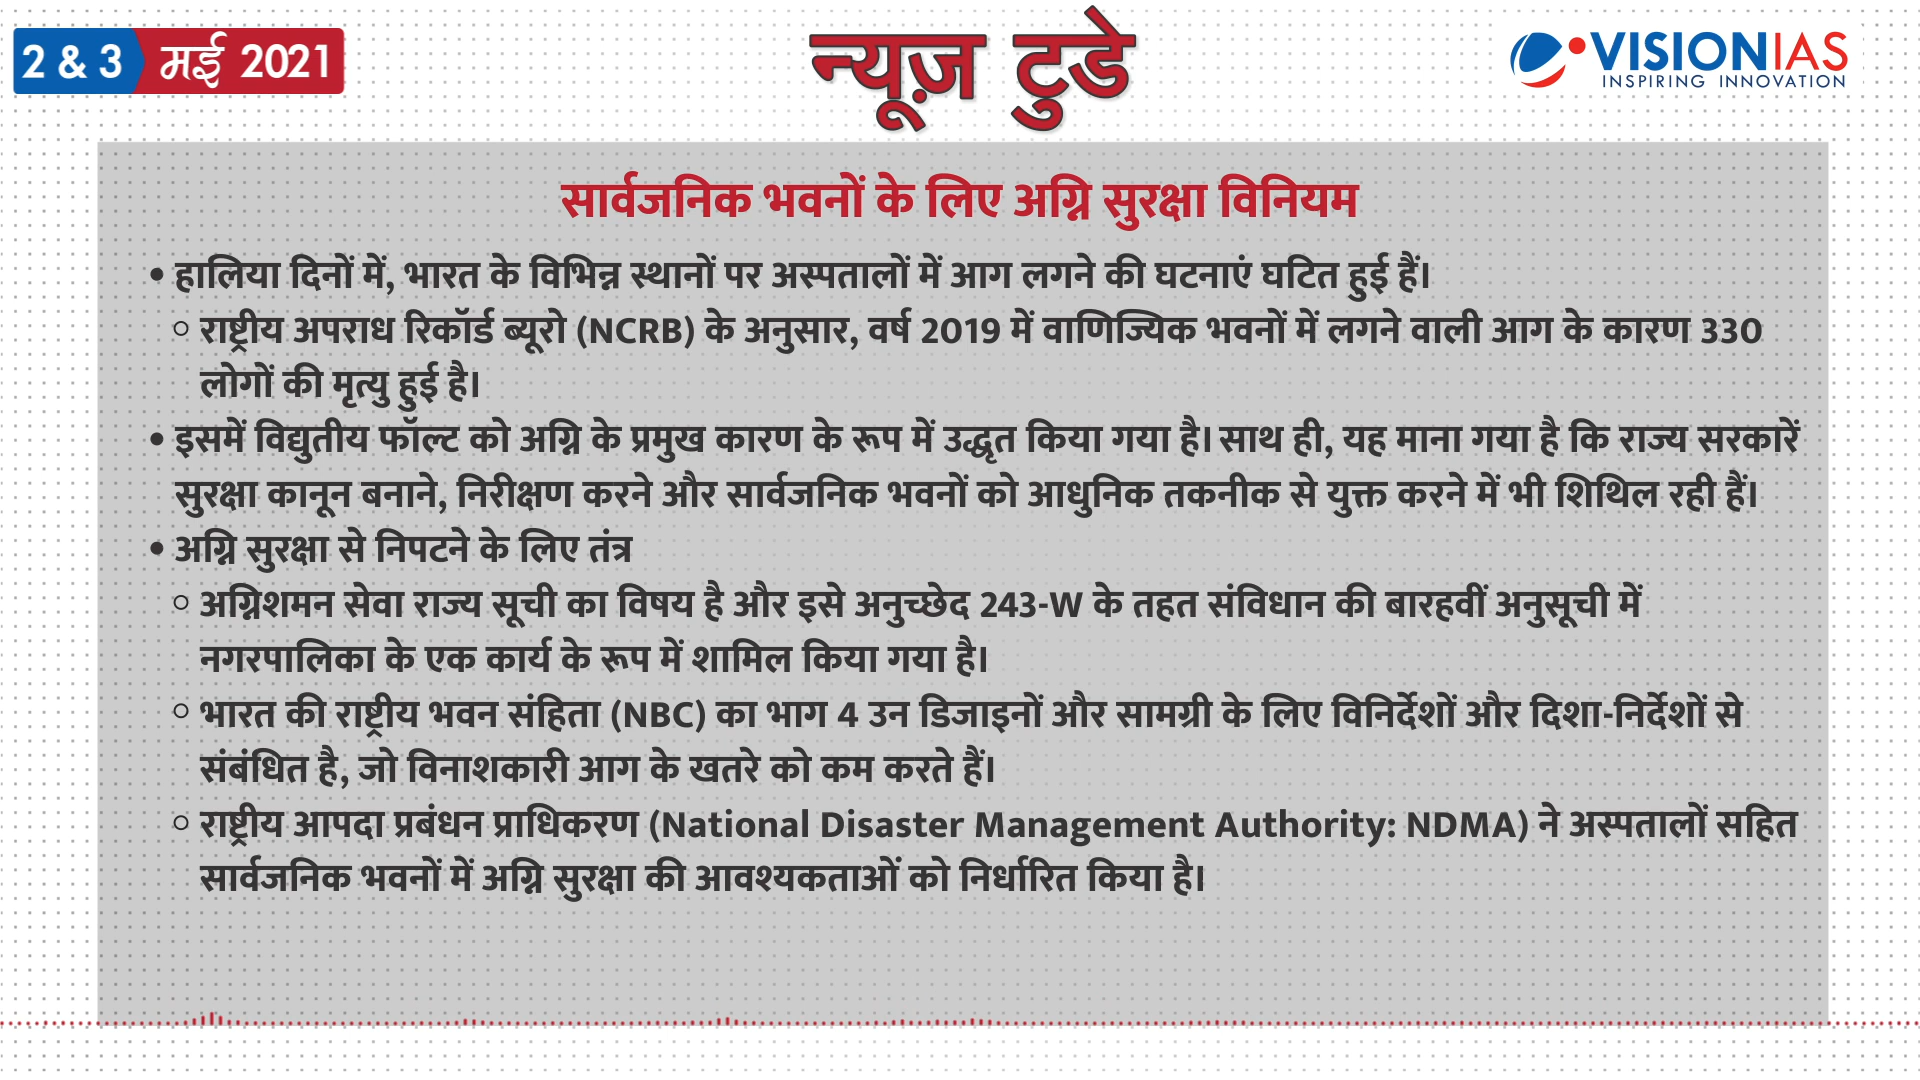 2 & 3 मई 2021
न्यूज़ टुडे
VISIONIAS
INSPIRING INNOVATION
सार्वजनिक भवनों के लिए अग्नि सुरक्षा विनियम
• हालिया दिनों में, भारत के विभिन्न स्थानों पर अस्पतालों में आग लगने की घटनाएं घटित हुई हैं।
○ राष्ट्रीय अपराध रिकॉर्ड ब्यूरो (NCRB) के अनुसार, वर्ष 2019 में वाणिज्यिक भवनों में लगने वाली आग के कारण 330
लोगों की मृत्यु हुई है।
• इसमें विद्युतीय फॉल्ट को अग्नि के प्रमुख कारण के रूप में उद्धृत किया गया है। साथ ही, यह माना गया है कि राज्य सरकारें
सुरक्षा कानून बनाने, निरीक्षण करने और सार्वजनिक भवनों को आधुनिक तकनीक से युक्त करने में भी शिथिल रही हैं।
• अग्नि सुरक्षा से निपटने के लिए तंत्र
○ अग्निशमन सेवा राज्य सूची का विषय है और इसे अनुच्छेद 243-W के तहत संविधान की बारहवीं अनुसूची में
नगरपालिका के एक कार्य के रूप में शामिल किया गया है।
○ भारत की राष्ट्रीय भवन संहिता (NBC) का भाग 4 उन डिजाइनों और सामग्री के लिए विनिर्देशों और दिशा-निर्देशों से
संबंधित है, जो विनाशकारी आग के खतरे को कम करते हैं।
○ राष्ट्रीय आपदा प्रबंधन प्राधिकरण (National Disaster Management Authority: NDMA) ने अस्पतालों सहित
सार्वजनिक भवनों में अग्नि सुरक्षा की आवश्यकताओं को निर्धारित किया है।